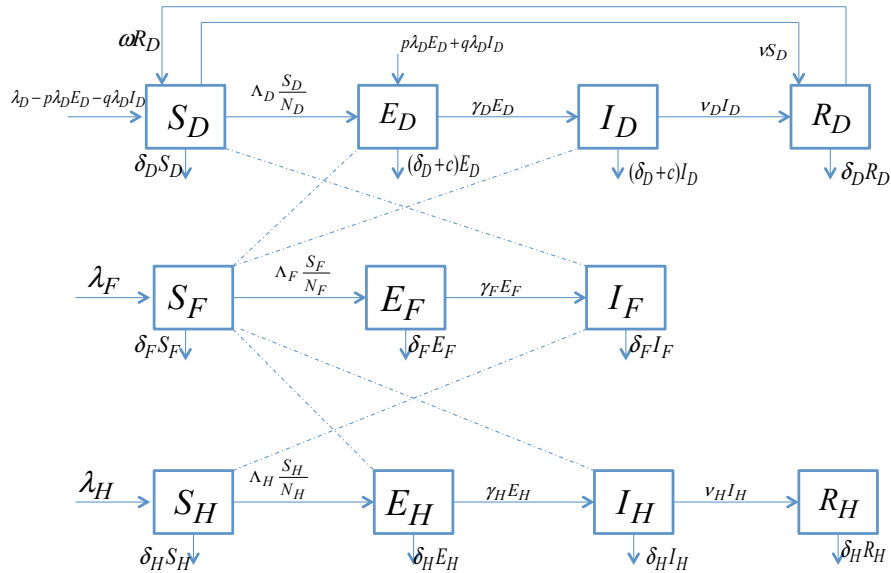 ωR_D
pλ_D E_D + qλ_D I_D
νS_D
λ_D − pλ_D E_D − qλ_D I_D
S_D
Λ_D S_D/N_D
E_D
γ_D E_D
I_D
ν_D I_D
R_D
δ_D S_D
(δ_D + c)E_D
(δ_D + c)I_D
δ_D R_D
λ_F
S_F
Λ_F S_F/N_F
E_F
γ_F E_F
I_F
δ_F S_F
δ_F E_F
δ_F I_F
λ_H
S_H
Λ_H S_H/N_H
E_H
γ_H E_H
I_H
ν_H I_H
R_H
δ_H S_H
δ_H E_H
δ_H I_H
δ_H R_H